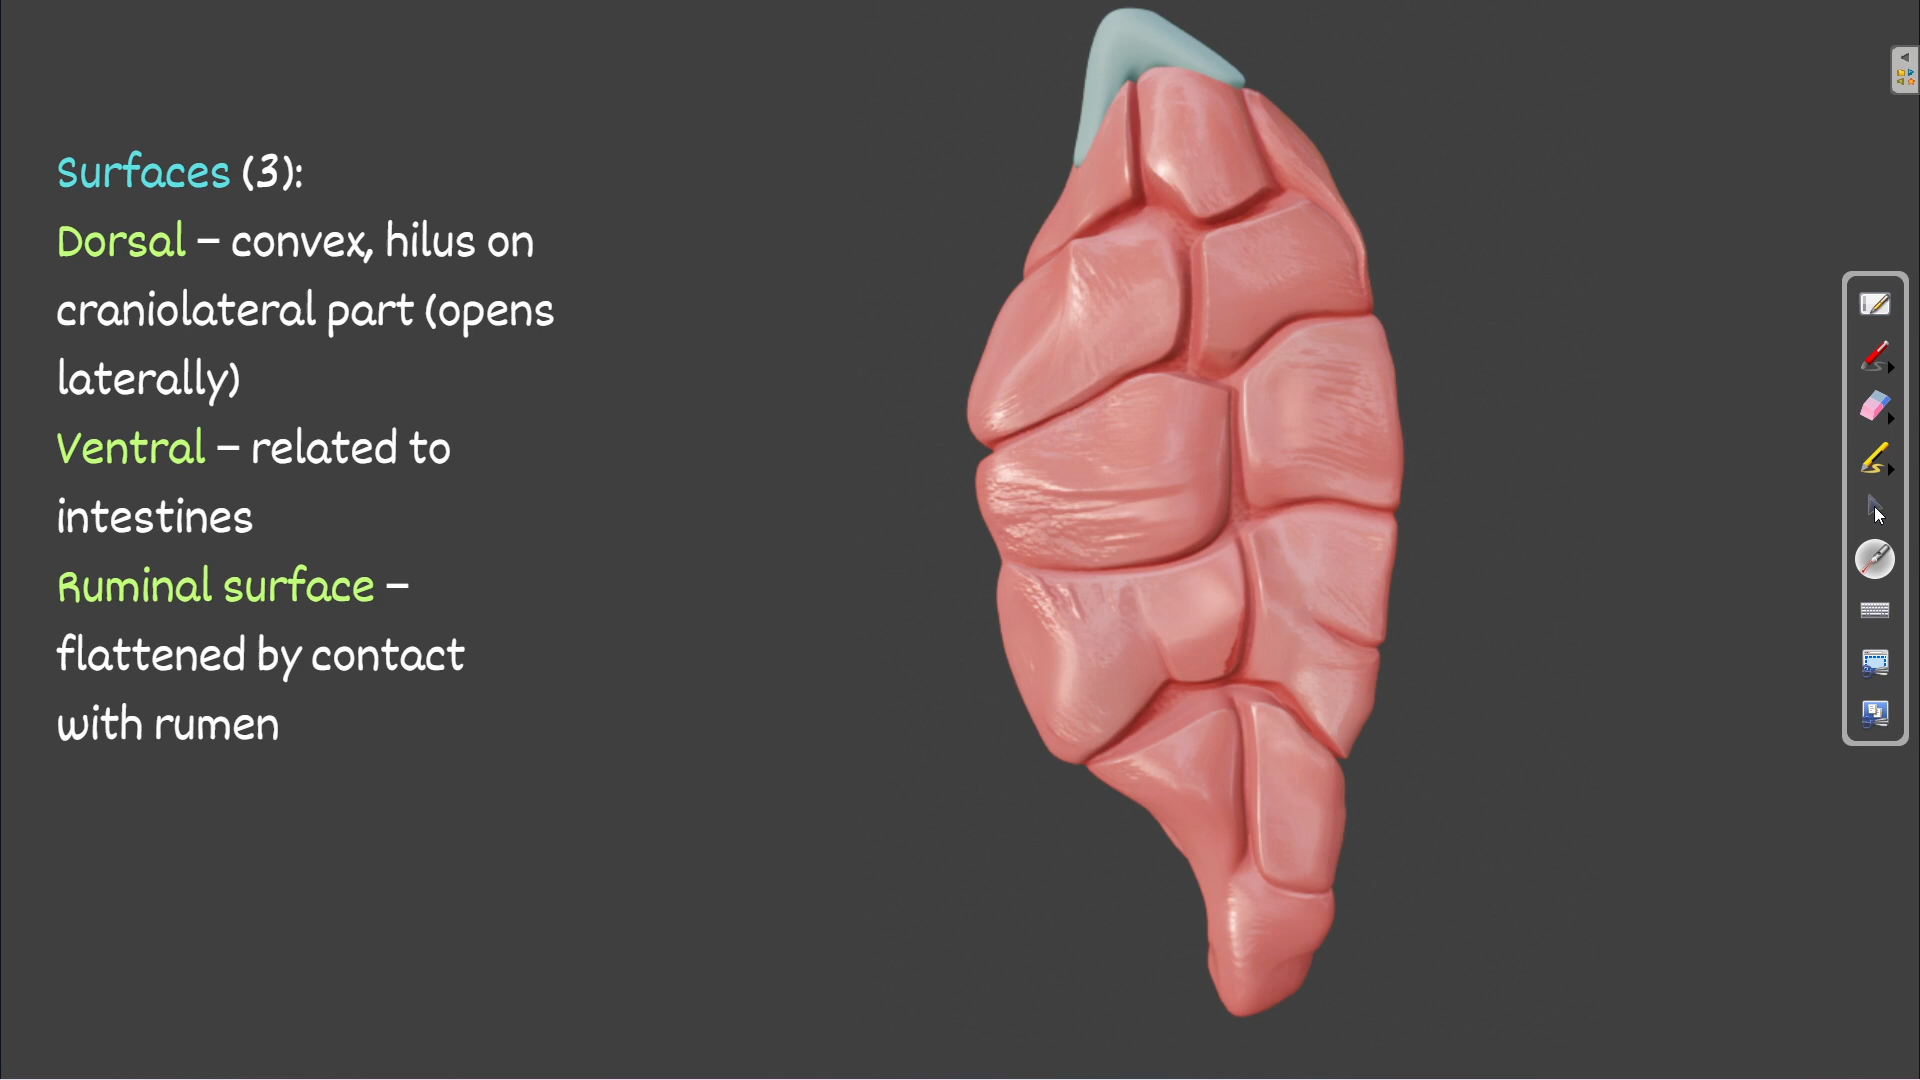 Surfaces (3):
Dorsal – convex, hilus on
craniolateral part (opens
laterally)
Ventral – related to
intestines
Ruminal surface –
flattened by contact
with rumen